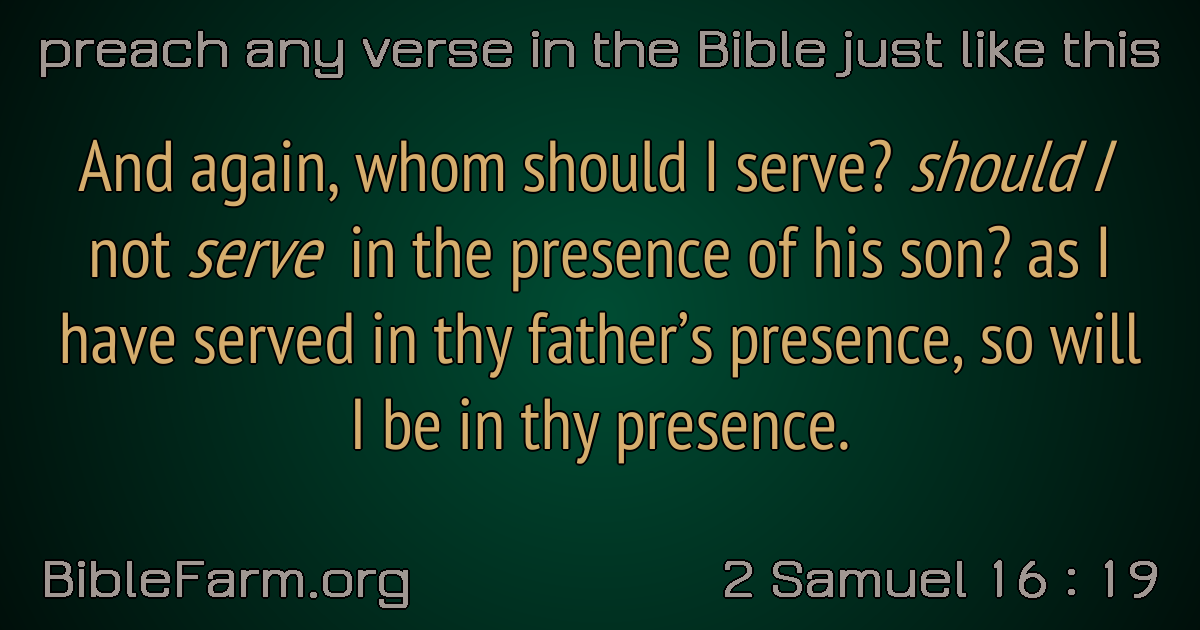 preach any verse in the Bible just like this
And again, whom should I serve? should I
not serve in the presence of his son? as I
have served in thy father’s presence, so will
I be in thy presence.
BibleFarm.org
2 Samuel 16 : 19